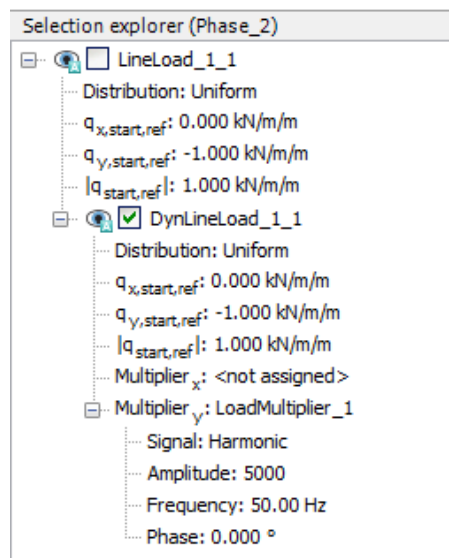 Selection explorer (Phase_2)
LineLoad_1_1
Distribution: Uniform
qx,start,ref: 0.000 kN/m/m
qy,start,ref: -1.000 kN/m/m
|qstart,ref|: 1.000 kN/m/m
DynLineLoad_1_1
Distribution: Uniform
qx,start,ref: 0.000 kN/m/m
qy,start,ref: -1.000 kN/m/m
|qstart,ref|: 1.000 kN/m/m
Multiplierx: <not assigned>
Multipliery: LoadMultiplier_1
Signal: Harmonic
Amplitude: 5000
Frequency: 50.00 Hz
Phase: 0.000 °